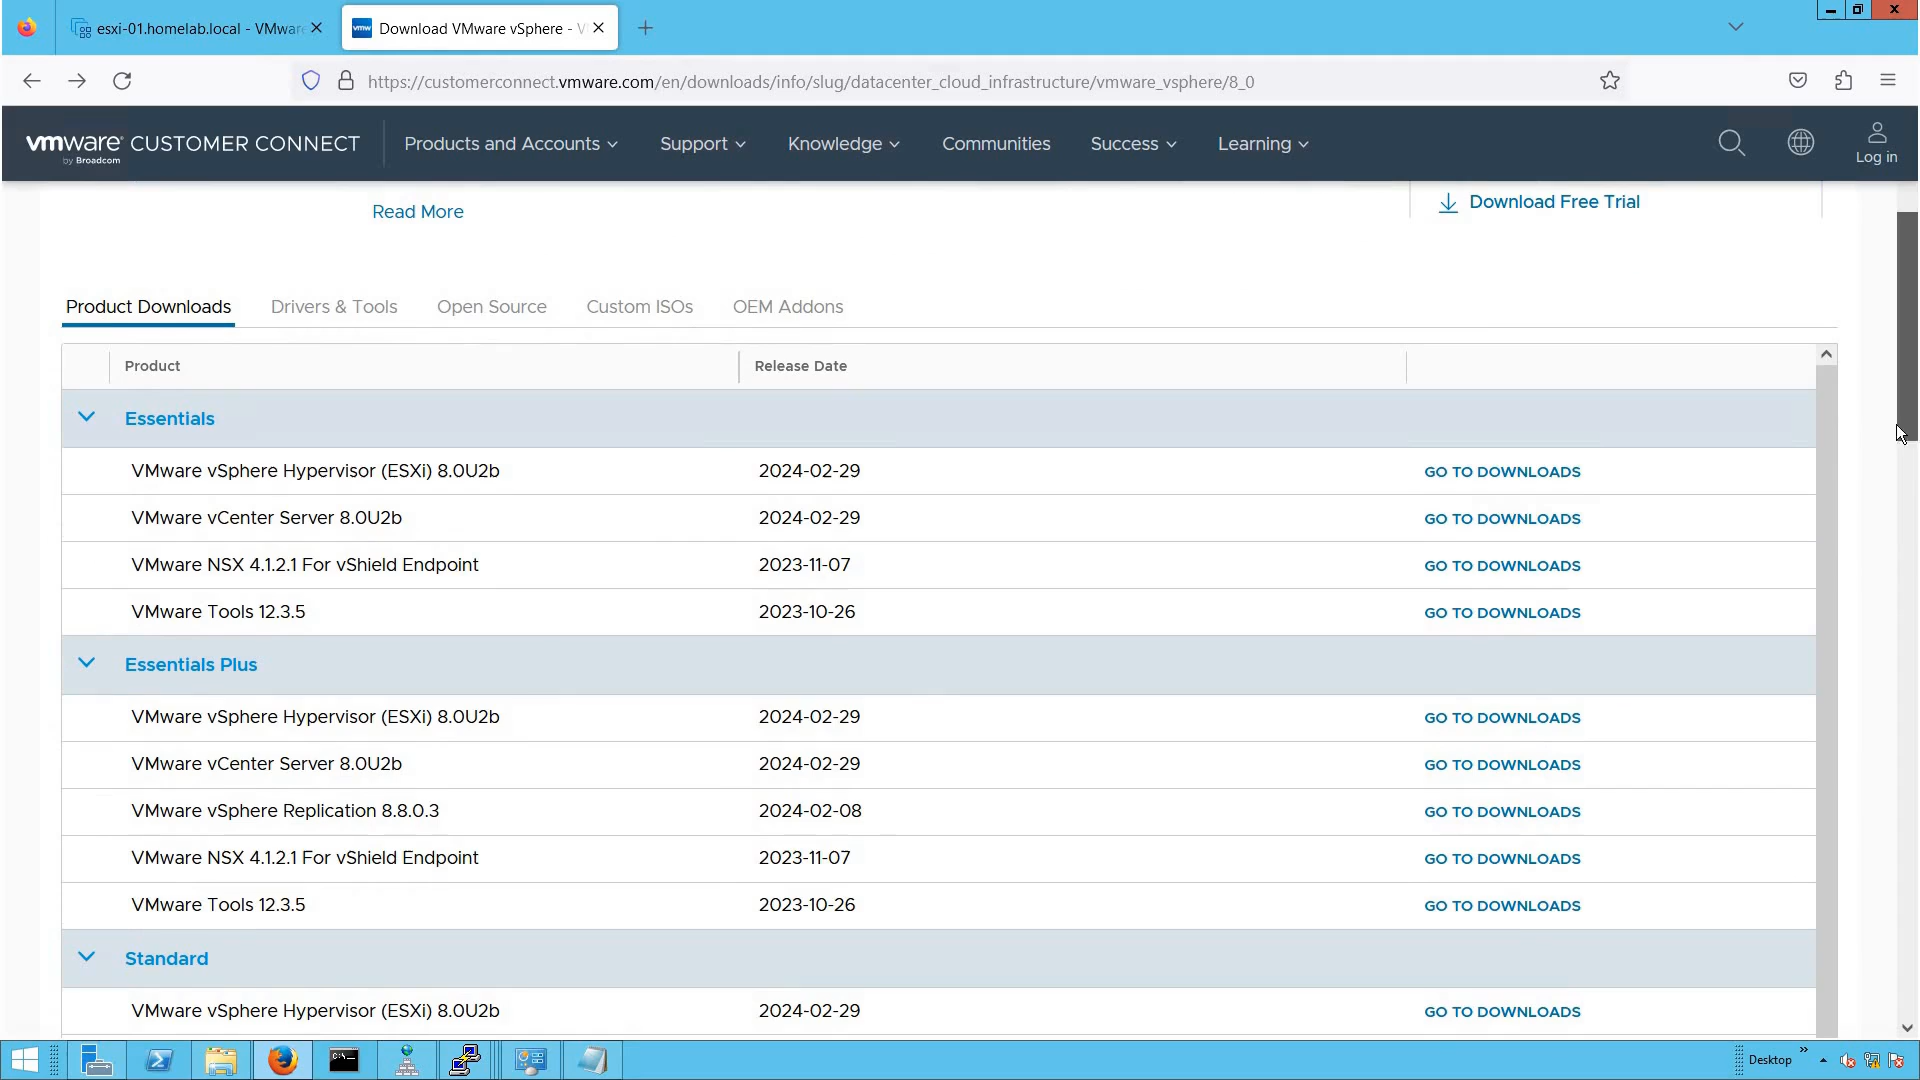 esxi-01.homelab.local - VMware
Download VMware vSphere - V
https://customerconnect.vmware.com/en/downloads/info/slug/datacenter_cloud_infrastructure/vmware_vsphere/8_0
vmware by Broadcom CUSTOMER CONNECT
Products and Accounts
Support
Knowledge
Communities
Success
Learning
Log in
Read More
Download Free Trial
Product Downloads
Drivers & Tools
Open Source
Custom ISOs
OEM Addons
Product Release Date
Essentials
VMware vSphere Hypervisor (ESXi) 8.0U2b 2024-02-29 GO TO DOWNLOADS
VMware vCenter Server 8.0U2b 2024-02-29 GO TO DOWNLOADS
VMware NSX 4.1.2.1 For vShield Endpoint 2023-11-07 GO TO DOWNLOADS
VMware Tools 12.3.5 2023-10-26 GO TO DOWNLOADS
Essentials Plus
VMware vSphere Hypervisor (ESXi) 8.0U2b 2024-02-29 GO TO DOWNLOADS
VMware vCenter Server 8.0U2b 2024-02-29 GO TO DOWNLOADS
VMware vSphere Replication 8.8.0.3 2024-02-08 GO TO DOWNLOADS
VMware NSX 4.1.2.1 For vShield Endpoint 2023-11-07 GO TO DOWNLOADS
VMware Tools 12.3.5 2023-10-26 GO TO DOWNLOADS
Standard
VMware vSphere Hypervisor (ESXi) 8.0U2b 2024-02-29 GO TO DOWNLOADS
Desktop